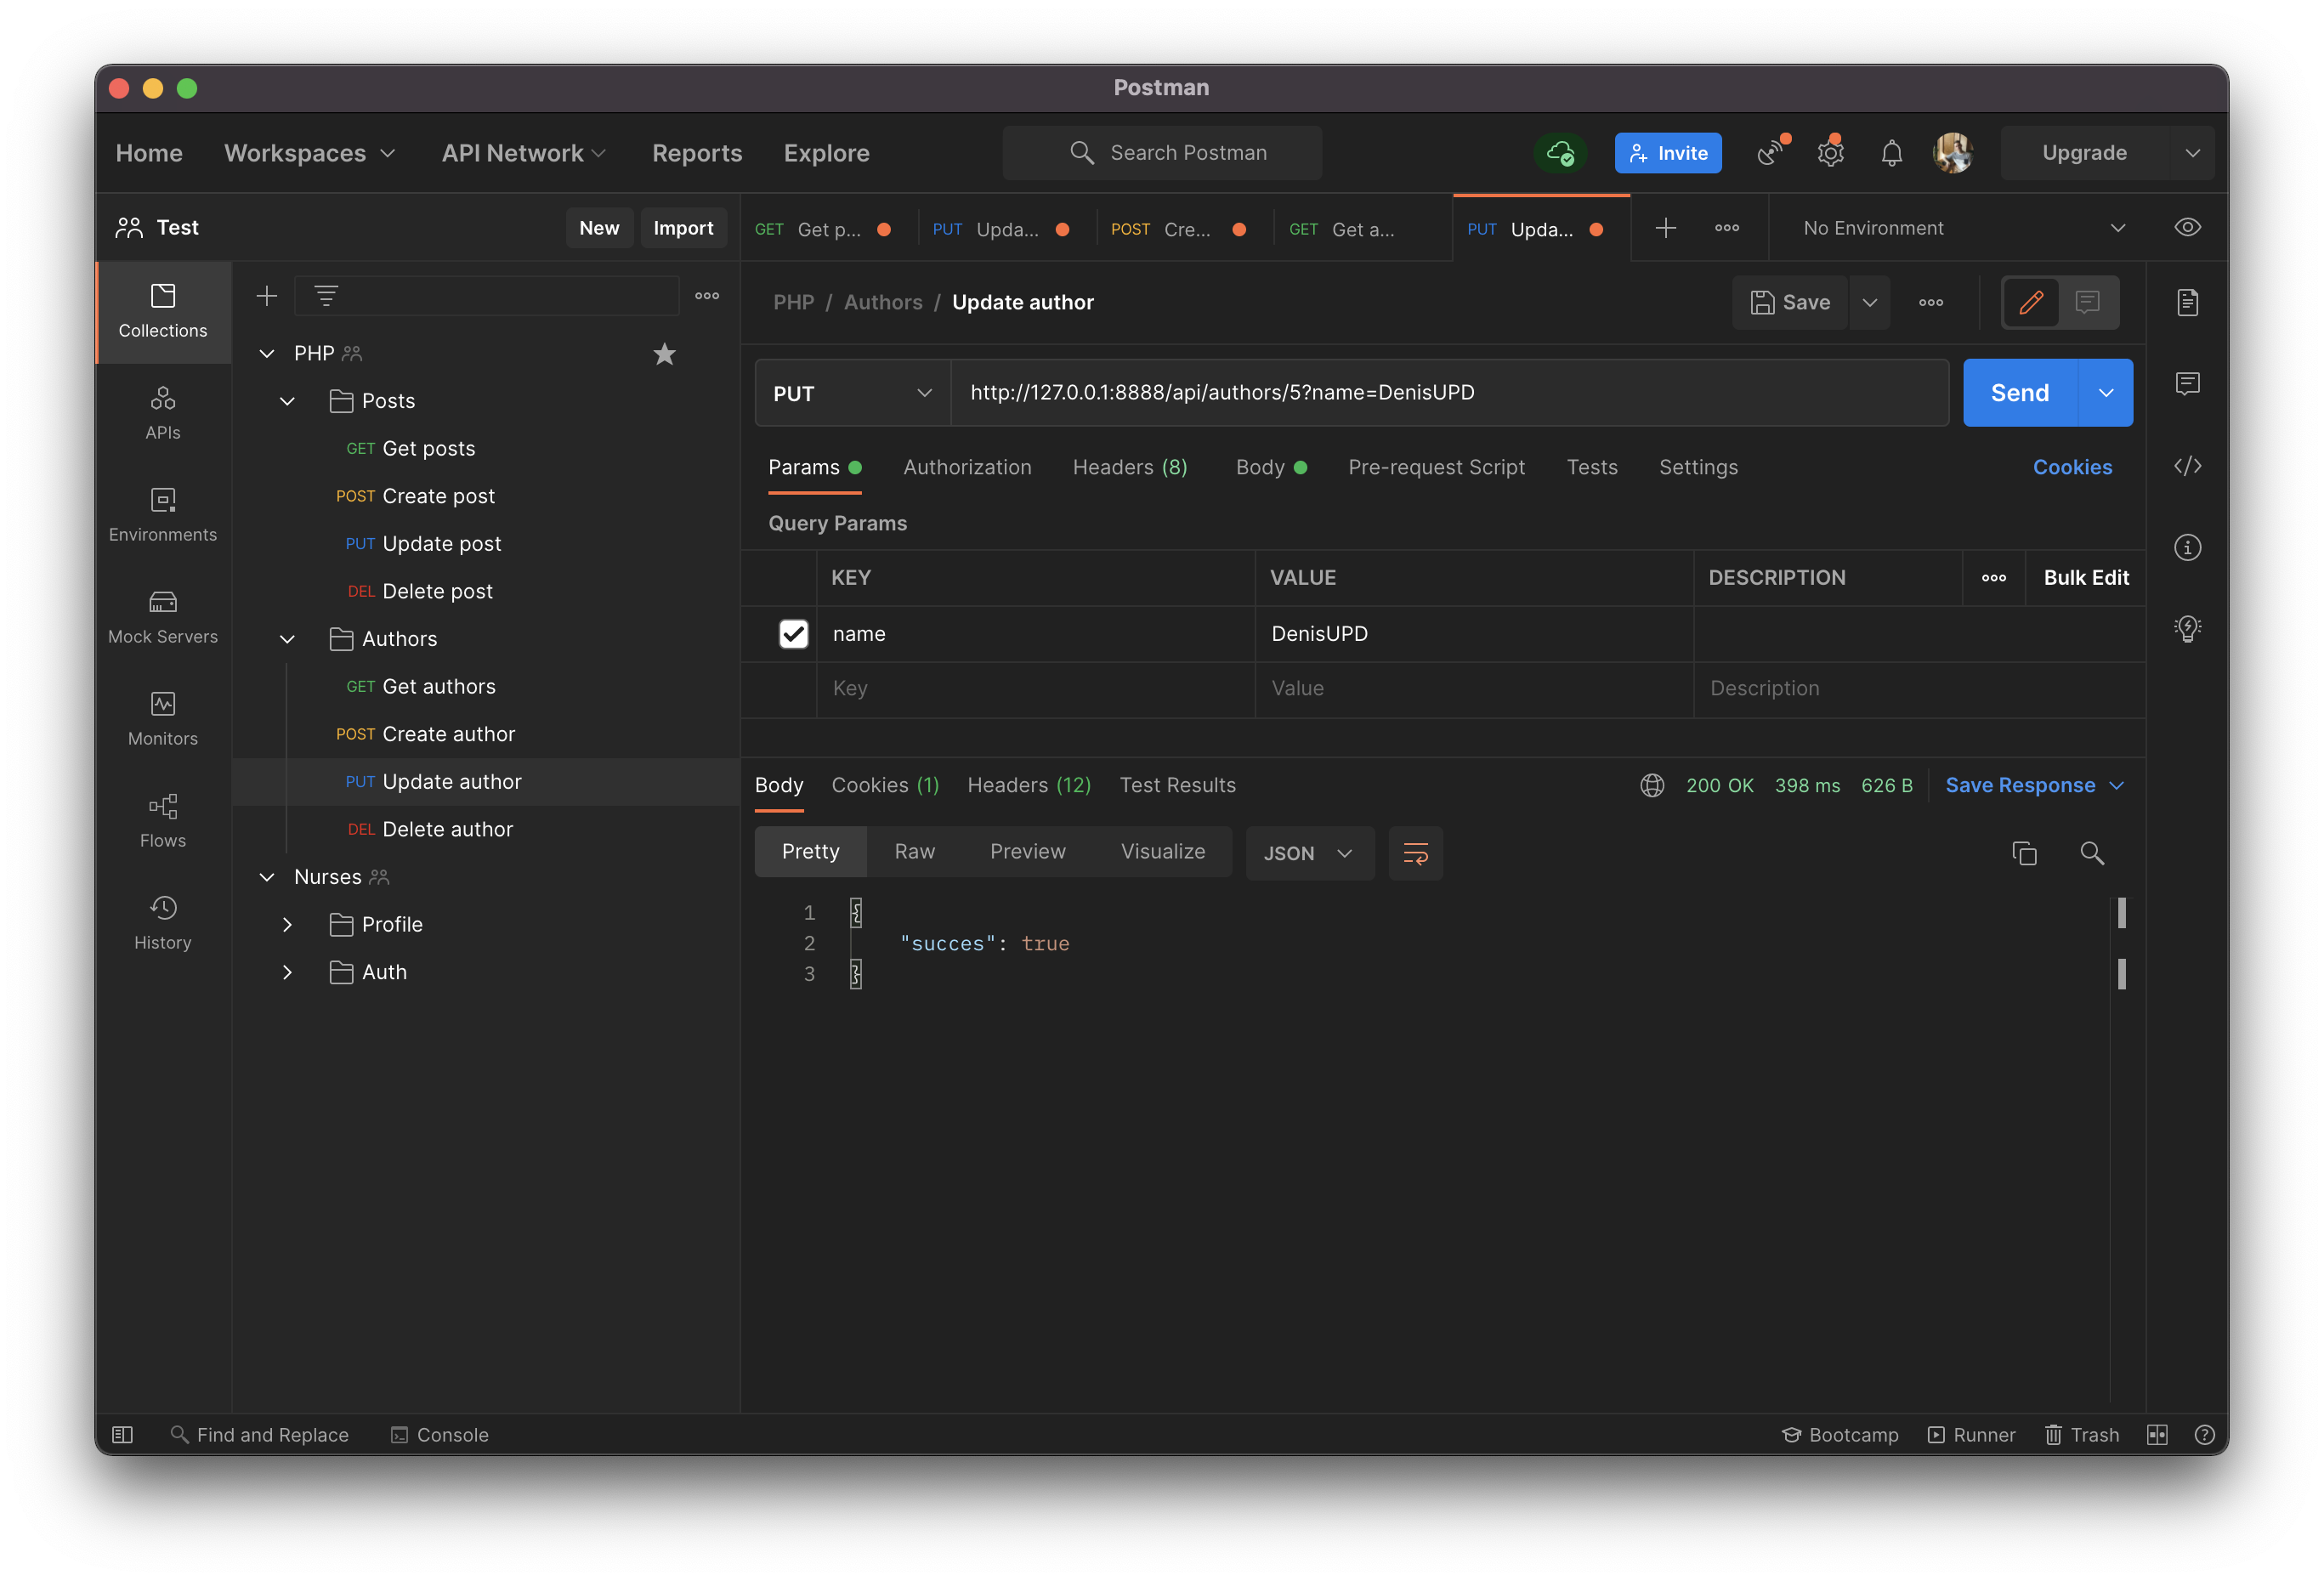 Postman
Home Workspaces API Network Reports Explore Search Postman Invite Upgrade
Test New Import
GET Get p... PUT Upda... POST Cre... GET Get a... PUT Upda... No Environment
Collections
APIs
Environments
Mock Servers
Monitors
Flows
History
PHP
Posts
GET Get posts
POST Create post
PUT Update post
DEL Delete post
Authors
GET Get authors
POST Create author
PUT Update author
DEL Delete author
Nurses
Profile
Auth
PHP / Authors / Update author Save
PUT http://127.0.0.1:8888/api/authors/5?name=DenisUPD Send
Params Authorization Headers (8) Body Pre-request Script Tests Settings Cookies
Query Params
KEY VALUE DESCRIPTION Bulk Edit
name DenisUPD
Key Value Description
Body Cookies (1) Headers (12) Test Results 200 OK 398 ms 626 B Save Response
Pretty Raw Preview Visualize JSON
1 {
2 "succes": true
3 }
Find and Replace Console Bootcamp Runner Trash